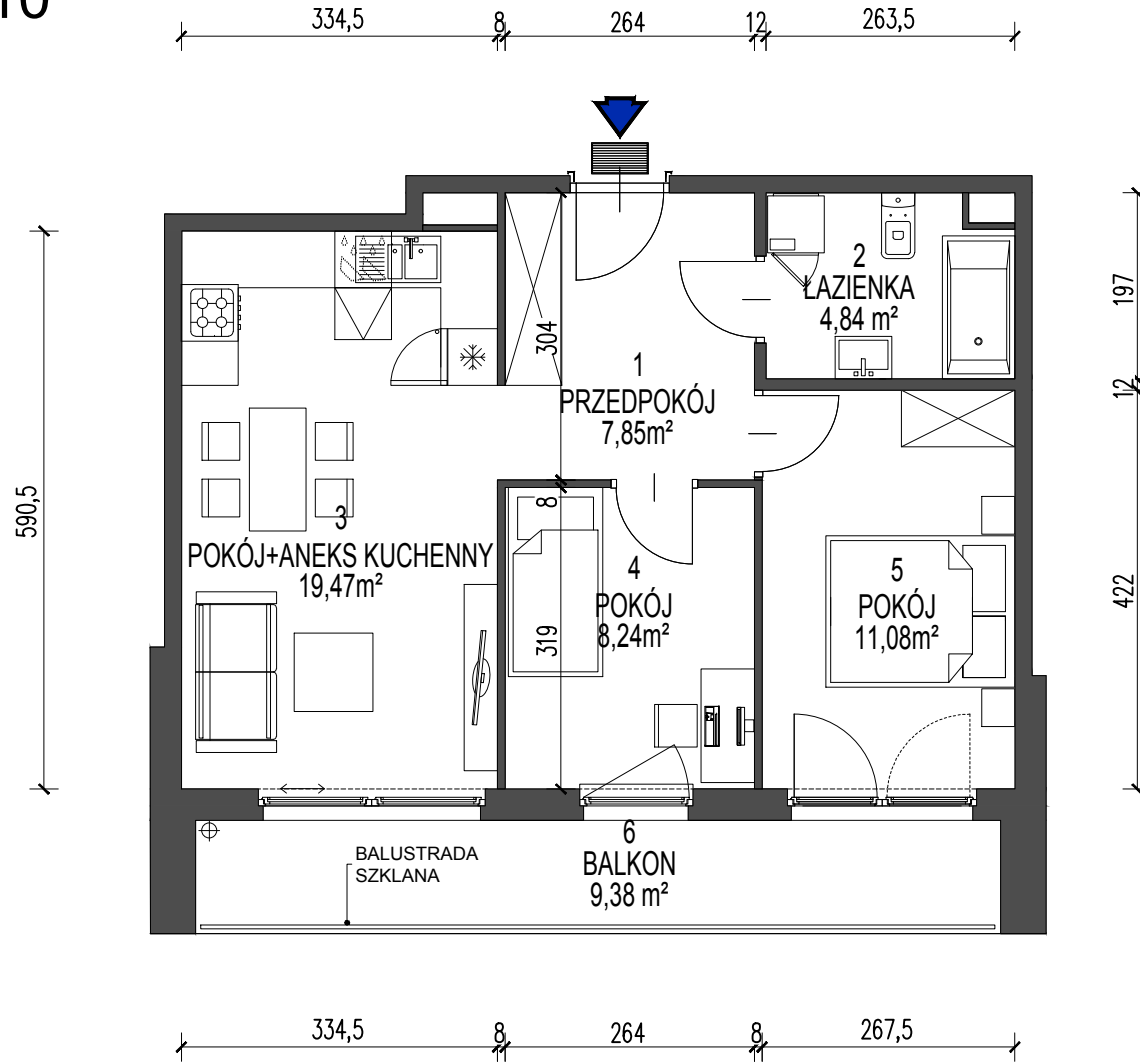 334,5 8 264 12 263,5
1
PRZEDPOKÓJ
7,85m²
2
ŁAZIENKA
4,84 m²
3
POKÓJ+ANEKS KUCHENNY
19,47m²
4
POKÓJ
8,24m²
5
POKÓJ
11,08m²
6
BALKON
9,38 m²
BALUSTRADA
SZKLANA
304
8
319
590,5
197
12
422
334,5 8 264 8 267,5